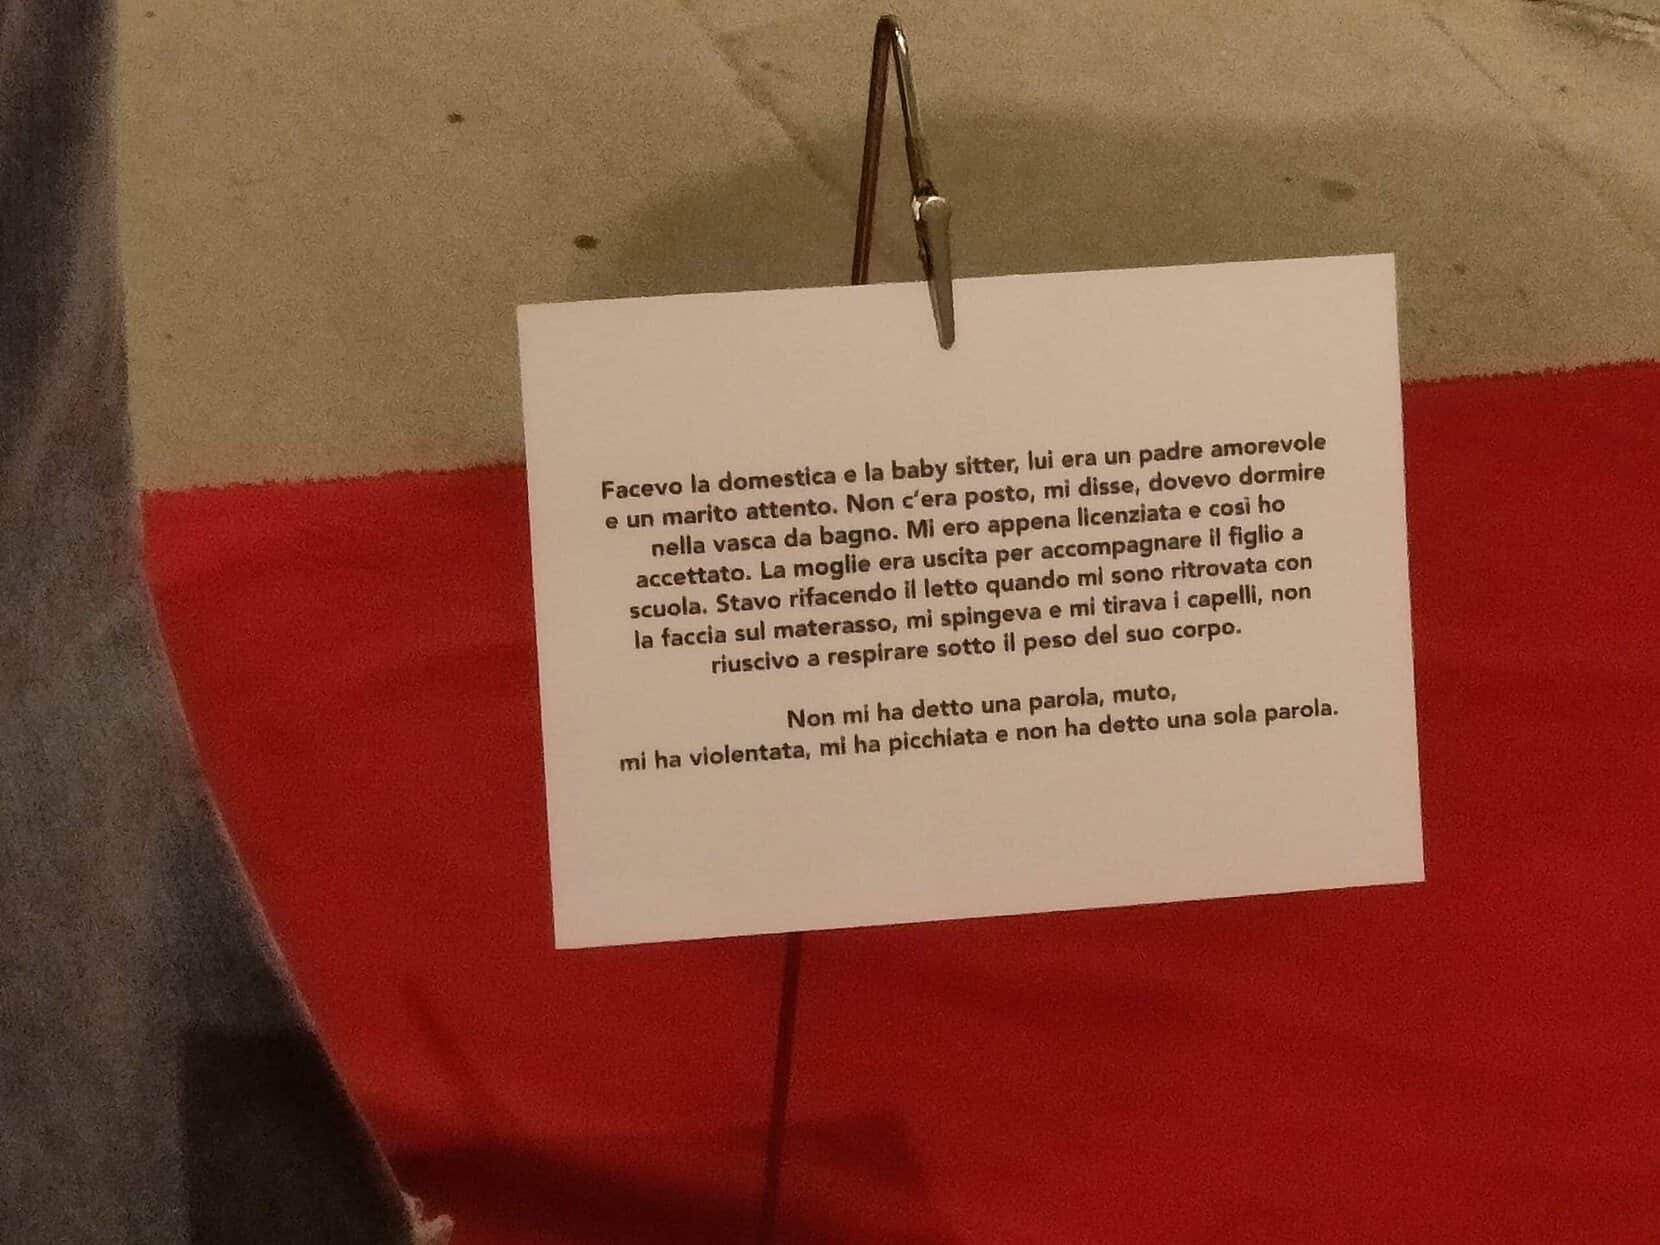 Facevo la domestica e la baby sitter, lui era un padre amorevole
e un marito attento. Non c'era posto, mi disse, dovevo dormire
nella vasca da bagno. Mi ero appena licenziata e così ho
accettato. La moglie era uscita per accompagnare il figlio a
scuola. Stavo rifacendo il letto quando mi sono ritrovata con
la faccia sul materasso, mi spingeva e mi tirava i capelli, non
riuscivo a respirare sotto il peso del suo corpo.
Non mi ha detto una parola, muto,
mi ha violentata, mi ha picchiata e non ha detto una sola parola.